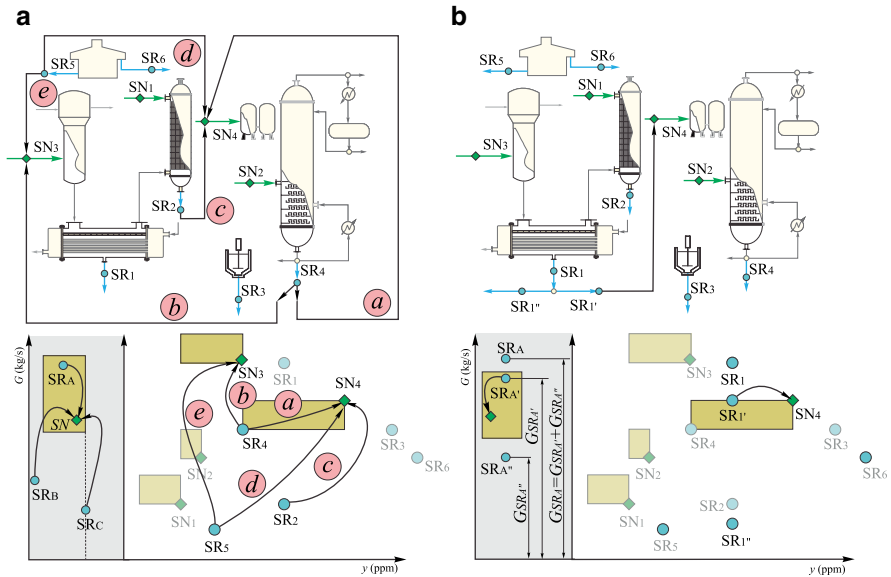 a
SR5
SR6
d
e
SN1
SN4
SN3
SN2
SR2
c
SR1
SR4
SR3
b
a
G (kg/s)
SRA
SN
SRB
SRC
SN3
SR1
SN4
b
a
e
SR4
SR3
SN2
SR6
c
d
SN1
SR2
SR5
y (ppm)
b
SR5
SR6
SN1
SN4
SN3
SN2
SR2
SR1
SR4
SR1''
SR1'
SR3
G (kg/s)
SRA
SRA'
SRA''
GSRA''
GSRA'
GSRA=GSRA'+GSRA''
SN3
SR1
SR1'
SN4
SR4
SR3
SN2
SR6
SN1
SR2
SR5
SR1''
y (ppm)